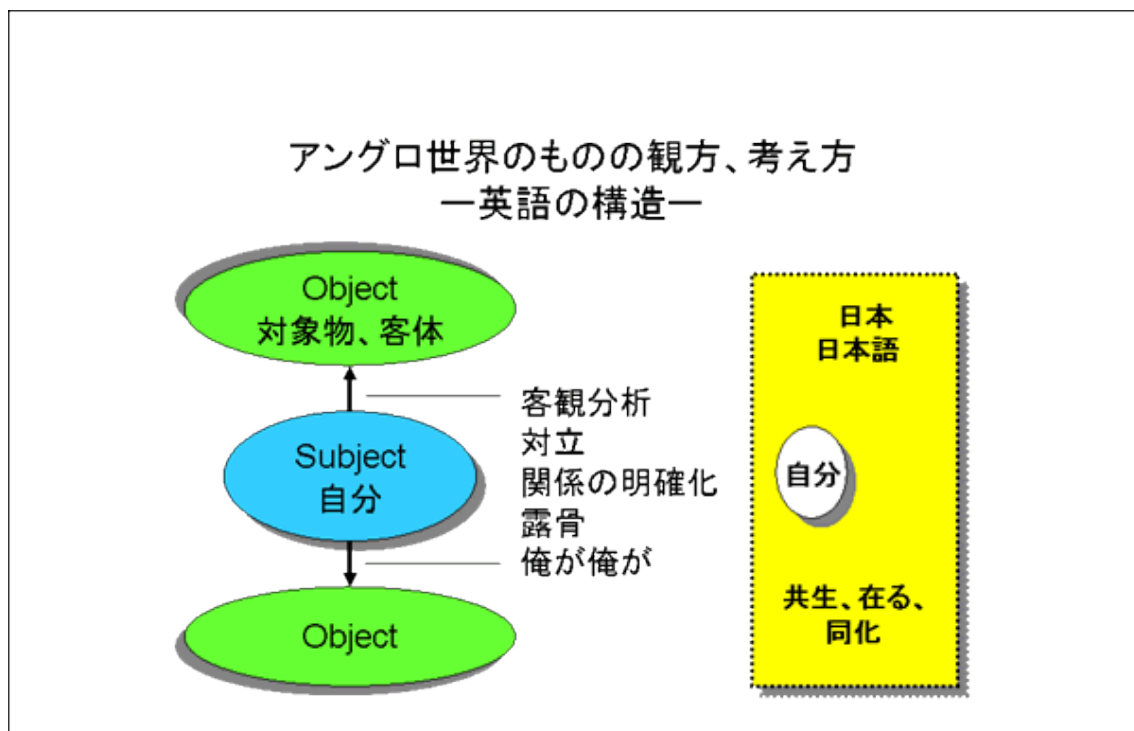 アングロ世界のものの観方、考え方
―英語の構造―
Object
対象物、客体
客観分析
対立
関係の明確化
露骨
俺が俺が
Subject
自分
Object
日本
日本語
自分
共生、在る、
同化